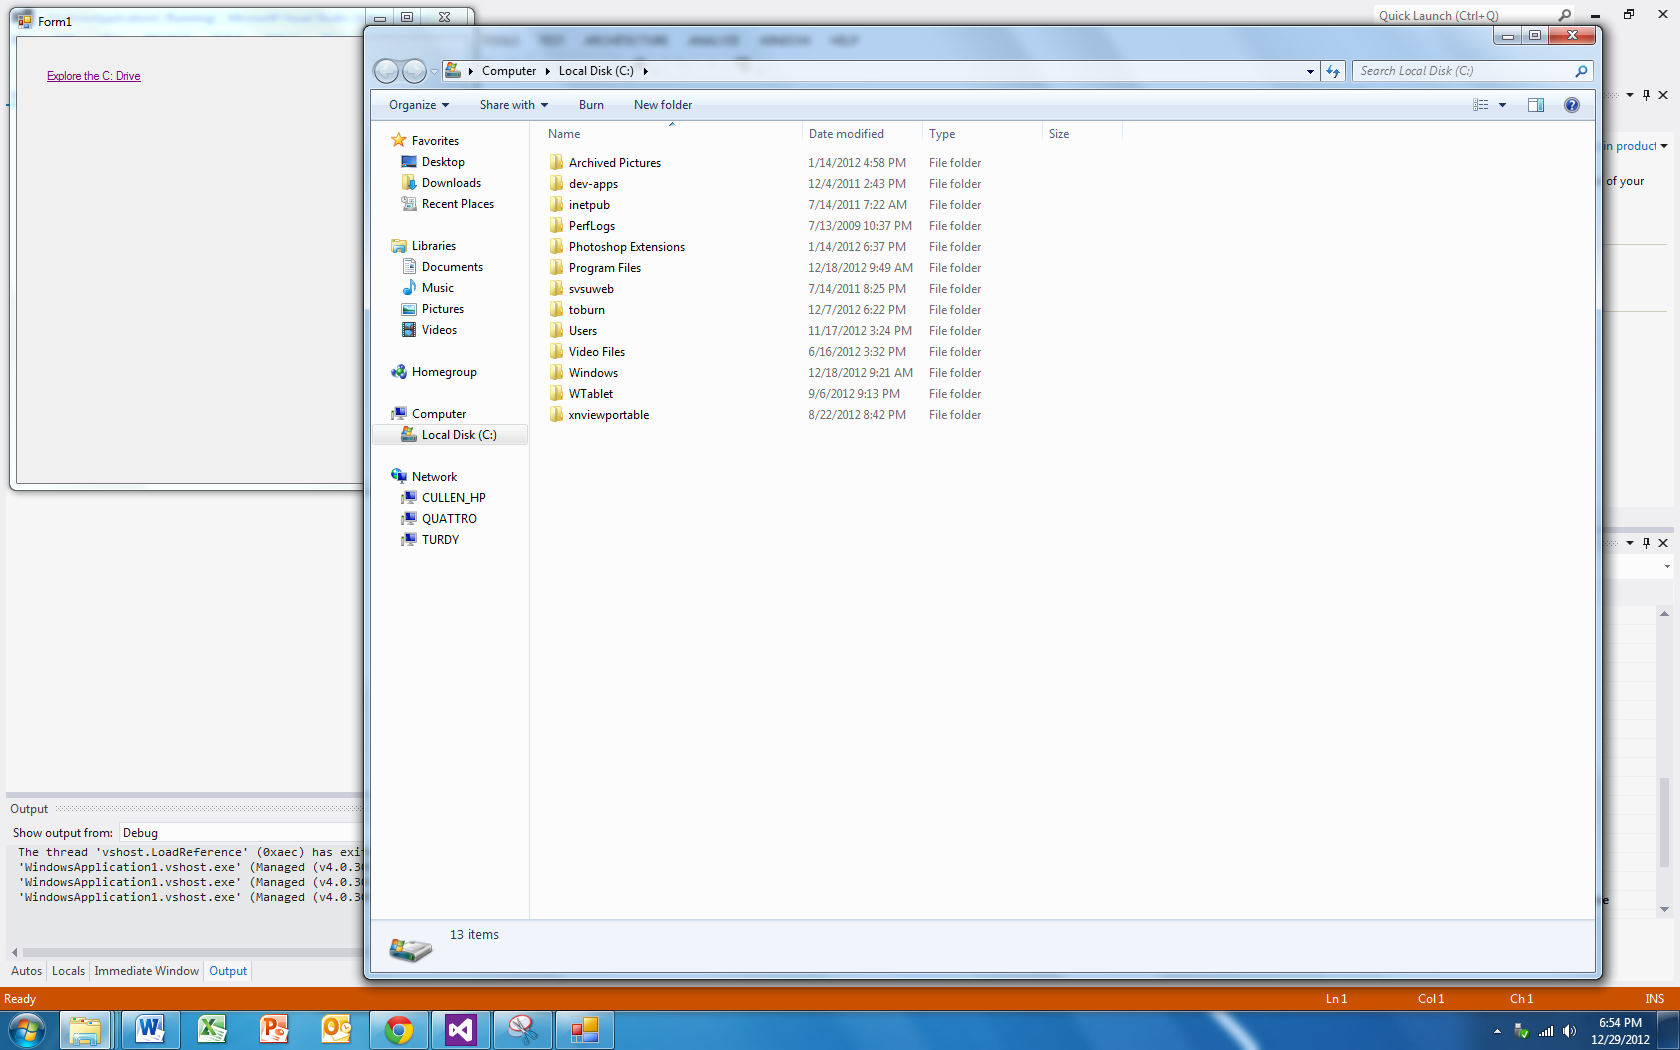 Form1
Quick Launch (Ctrl+Q)
TOOLS TEST ARCHITECTURE ANALYZE WINDOW HELP
Explore the C: Drive
Computer Local Disk (C:)
Search Local Disk (C:)
Organize Share with Burn New folder
Name Date modified Type Size
Favorites
Desktop
Downloads
Recent Places
Libraries
Documents
Music
Pictures
Videos
Homegroup
Computer
Local Disk (C:)
Network
CULLEN_HP
QUATTRO
TURDY
Archived Pictures 1/14/2012 4:58 PM File folder
dev-apps 12/4/2011 2:43 PM File folder
inetpub 7/14/2011 7:22 AM File folder
PerfLogs 7/13/2009 10:37 PM File folder
Photoshop Extensions 1/14/2012 6:37 PM File folder
Program Files 12/18/2012 9:49 AM File folder
svsuweb 7/14/2011 8:25 PM File folder
toburn 12/7/2012 6:22 PM File folder
Users 11/17/2012 3:24 PM File folder
Video Files 6/16/2012 3:32 PM File folder
Windows 12/18/2012 9:21 AM File folder
WTablet 9/6/2012 9:13 PM File folder
xnviewportable 8/22/2012 8:42 PM File folder
13 items
in product
of your
e
Output
Show output from: Debug
The thread 'vshost.LoadReference' (0xaec) has exi
'WindowsApplication1.vshost.exe' (Managed (v4.0.30
'WindowsApplication1.vshost.exe' (Managed (v4.0.30
'WindowsApplication1.vshost.exe' (Managed (v4.0.30
Autos Locals Immediate Window Output
Ready Ln 1 Col 1 Ch 1 INS
6:54 PM
12/29/2012